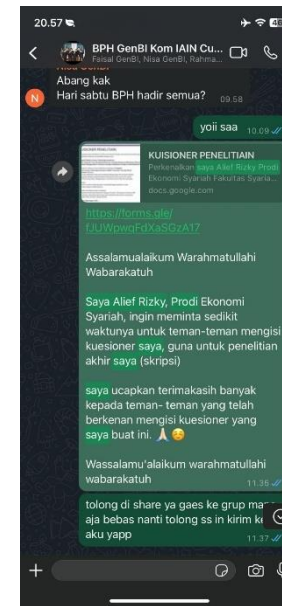 20.57
BPH GenBI Kom IAIN Cu...
Faisal GenBI, Nisa GenBI, Rahma...
Nisa GenBI
Abang kak
Hari sabtu BPH hadir semua? 09.58
N
yoii saa 10.09
KUISIONER PENELITIAIN
Perkenalkan saya Alief Rizky Prodi
Ekonomi Syariah Fakultas Syaria...
docs.google.com
https://forms.gle/
fJUWpwgFdXaSGzA17
Assalamualaikum Warahmatullahi
Wabarakatuh
Saya Alief Rizky, Prodi Ekonomi
Syariah, ingin meminta sedikit
waktunya untuk teman-teman mengisi
kuesioner saya, guna untuk penelitian
akhir saya (skripsi)
saya ucapkan terimakasih banyak
kepada teman- teman yang telah
berkenan mengisi kuesioner yang
saya buat ini. 🙏☺️
Wassalamu'alaikum warahmatullahi
wabarakatuh 11.36
tolong di share ya gaes ke grup
aja bebas nanti tolong ss in kirim
aku yapp 11.37